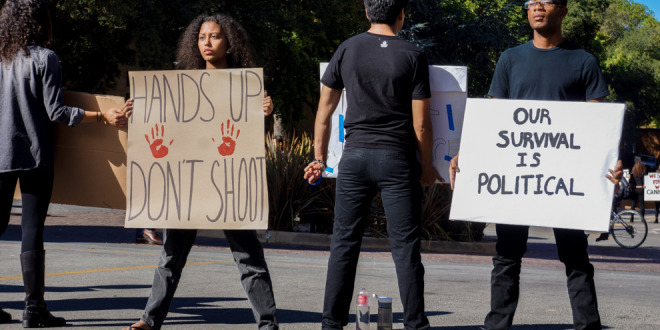 HANDS UP
DON'T SHOOT
OUR
SURVIVAL
IS
POLITICAL